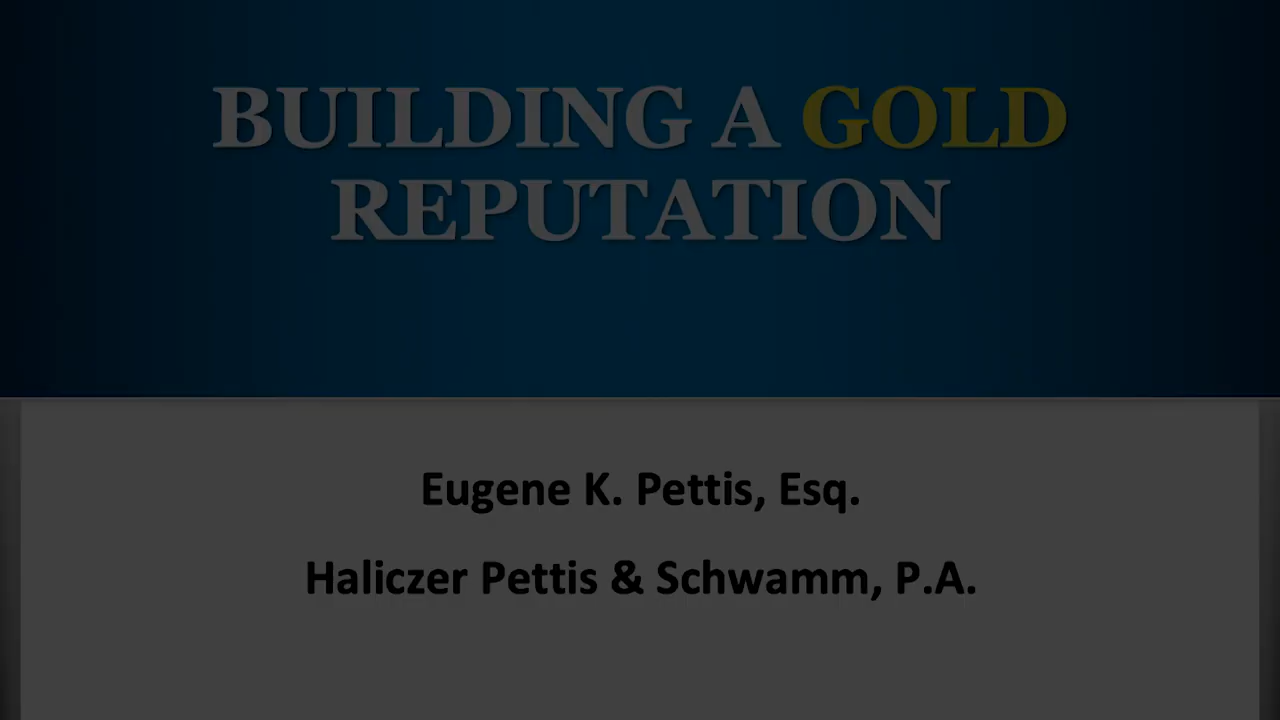 BUILDING A GOLD
REPUTATION
Eugene K. Pettis, Esq.
Haliczer Pettis & Schwamm, P.A.